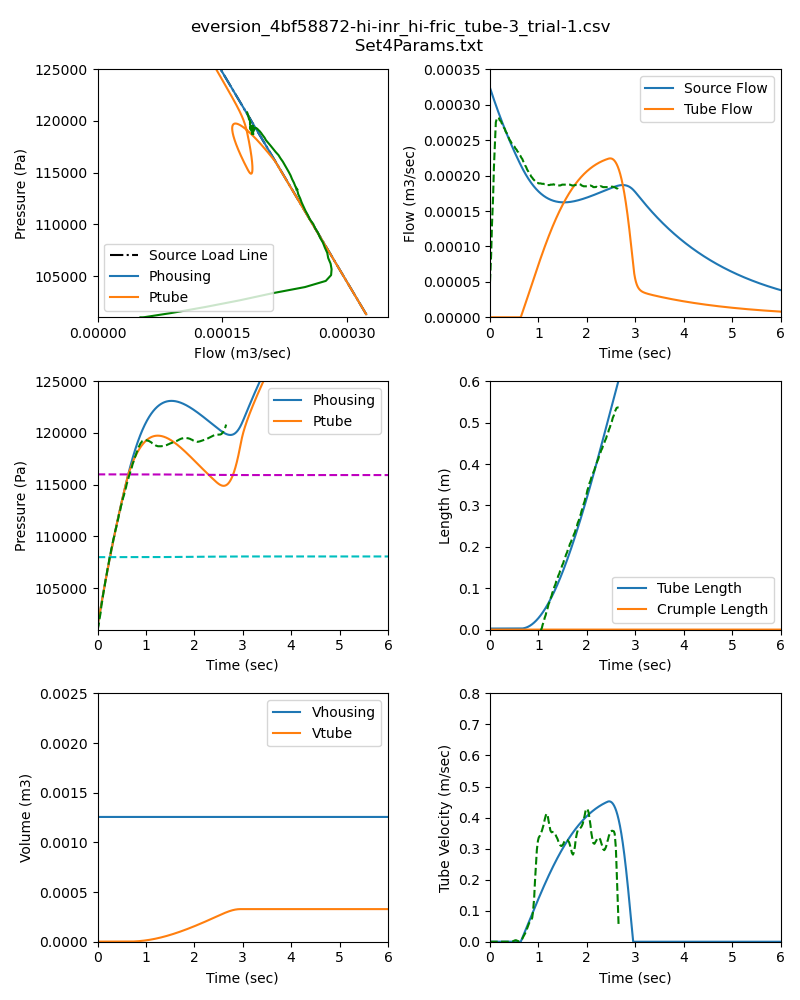 eversion_4bf58872-hi-inr_hi-fric_tube-3_trial-1.csv
Set4Params.txt
125000
120000
115000
110000
105000
Pressure (Pa)
Source Load Line
Phousing
Ptube
0.00000
0.00015
0.00030
Flow (m3/sec)
0.00035
0.00030
0.00025
0.00020
0.00015
0.00010
0.00005
0.00000
Flow (m3/sec)
Source Flow
Tube Flow
0 1 2 3 4 5 6
Time (sec)
125000
120000
115000
110000
105000
Pressure (Pa)
Phousing
Ptube
0 1 2 3 4 5 6
Time (sec)
0.6
0.5
0.4
0.3
0.2
0.1
0.0
Length (m)
Tube Length
Crumple Length
0 1 2 3 4 5 6
Time (sec)
0.0025
0.0020
0.0015
0.0010
0.0005
0.0000
Volume (m3)
Vhousing
Vtube
0 1 2 3 4 5 6
Time (sec)
0.8
0.7
0.6
0.5
0.4
0.3
0.2
0.1
0.0
Tube Velocity (m/sec)
0 1 2 3 4 5 6
Time (sec)